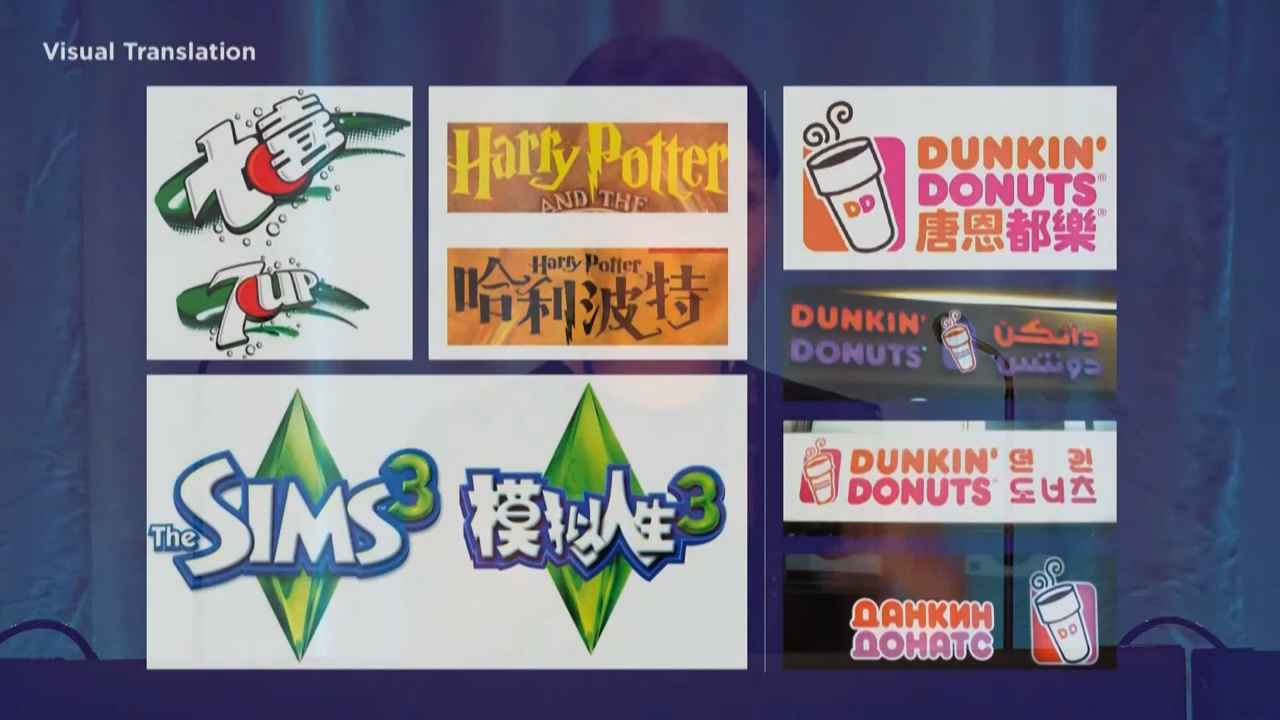 Visual Translation
七喜
7UP
Harry Potter
AND THE
Harry Potter
哈利波特
The SIMS 3
模拟人生3
DD
DUNKIN'
DONUTS®
唐恩都樂®
DUNKIN'
DONUTS
دانكن
دونتس
DUNKIN' 던킨
DONUTS 도너츠
ДАНКИН
ДОНАТС
DD